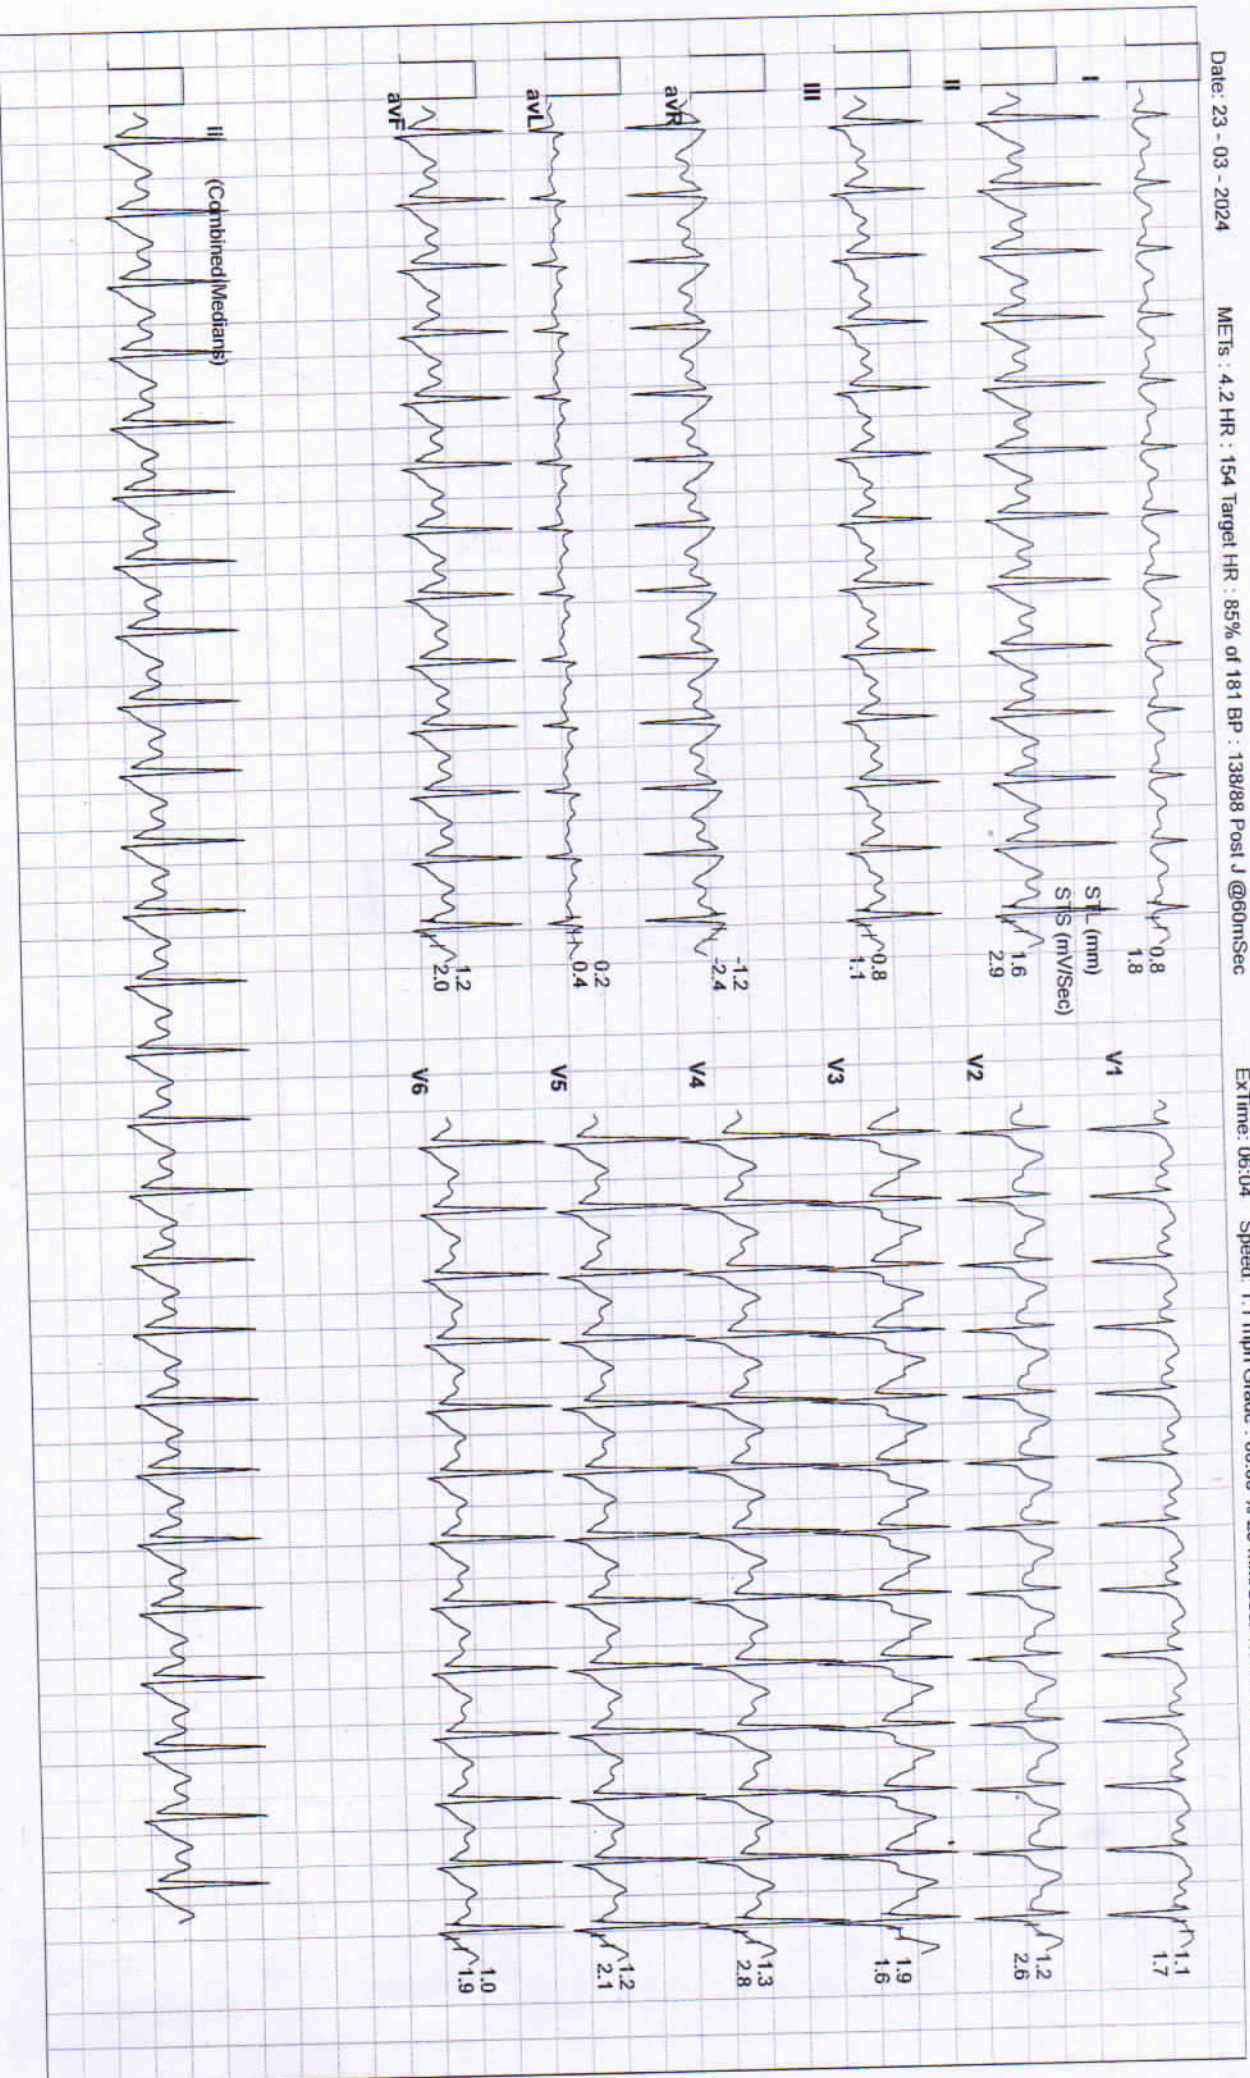 Date: 23 - 03 - 2024 METs : 4.2 HR : 154 Target HR : 85% of 181 BP : 138/88 Post J @60mSec
ExTime: 06:04 Speed: 1.1 mph Grade :
I
0.8
1.8
STL (mm)
STS (mV/Sec)
II
1.6
2.9
III
0.8
1.1
avR
-1.2
-2.4
avL
0.2
0.4
avF
1.2
2.0
V1
1.1
1.7
V2
1.2
2.6
V3
1.9
1.6
V4
1.3
2.8
V5
1.2
2.1
V6
1.0
1.9
II (Combined Medians)